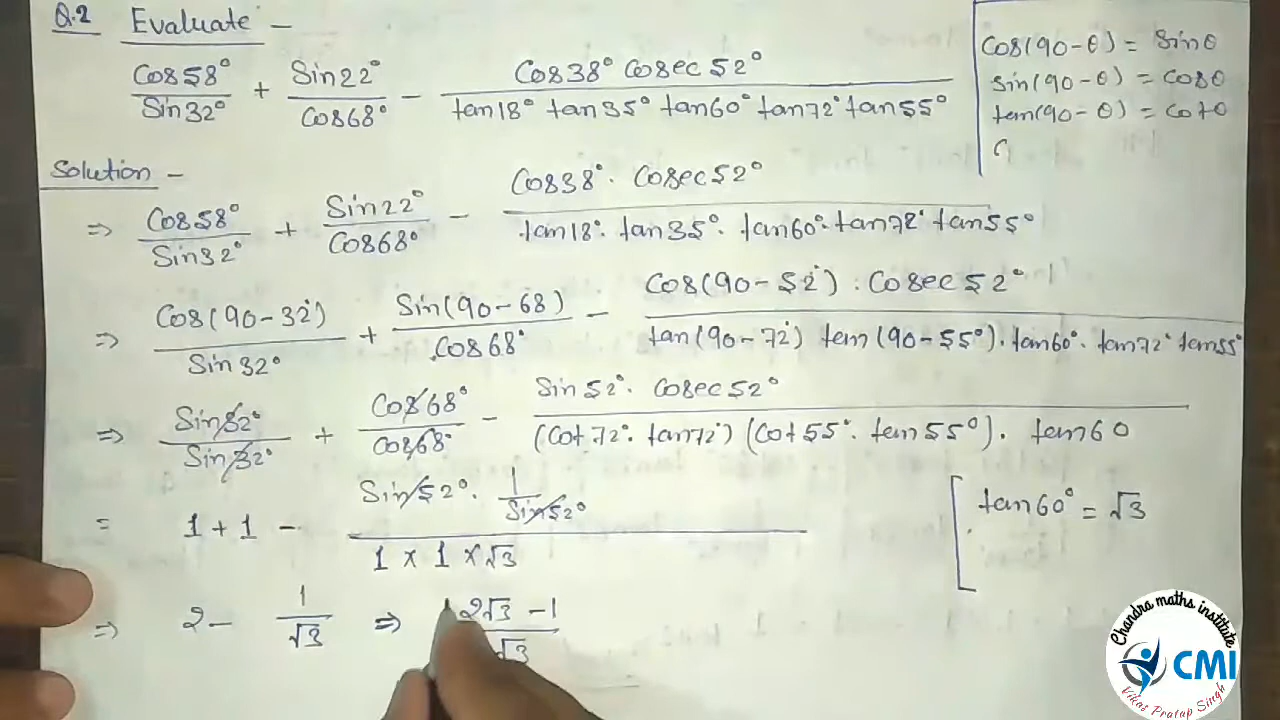 Q.2 Evaluate –
Cos58°/Sin32° + Sin22°/Cos68° – Cos38° Cosec52°/tan18° tan35° tan60° tan72° tan55°
Cos(90-θ) = Sinθ
Sin(90-θ) = Cosθ
tan(90-θ) = Cotθ
C
Solution –
⇒ Cos58°/Sin32° + Sin22°/Cos68° – Cos38°. Cosec52°/tan18°. tan35°. tan60°. tan72° tan55°
⇒ Cos(90-32°)/Sin32° + Sin(90-68)/Cos68° – Cos(90-52°). Cosec52°/tan(90-72°) tan(90-55°). tan60°. tan72° tan55°
⇒ Sin32°/Sin32° + Cos68°/Cos68° – Sin52°. Cosec52°/(Cot72°. tan72°) (Cot55°. tan55°). tan60
= 1 + 1 – Sin52°. 1/Sin52°/1 × 1 × √3
[tan60° = √3
⇒ 2 – 1/√3 ⇒ 2√3 - 1/√3
Chandra maths institute
CMI
Vikas Pratap Singh